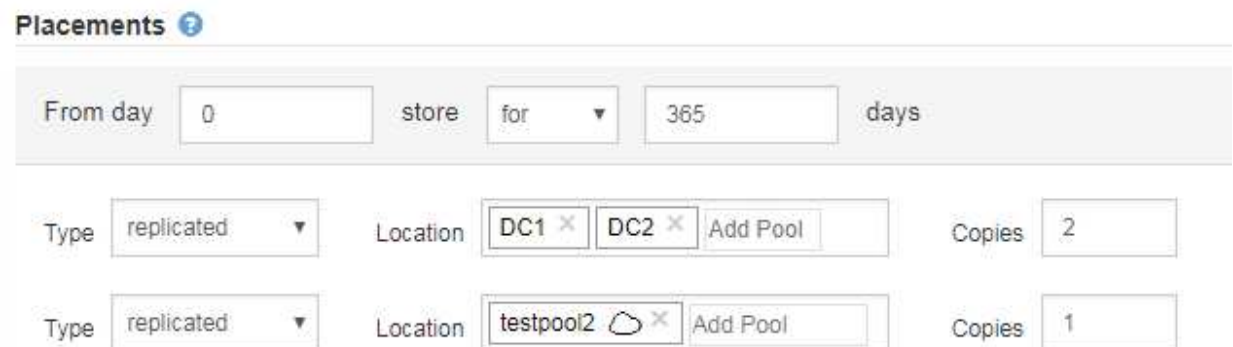 Placements ?
From day 0 store for 365 days
Type replicated Location DC1 × DC2 × Add Pool Copies 2
Type replicated Location testpool2 × Add Pool Copies 1